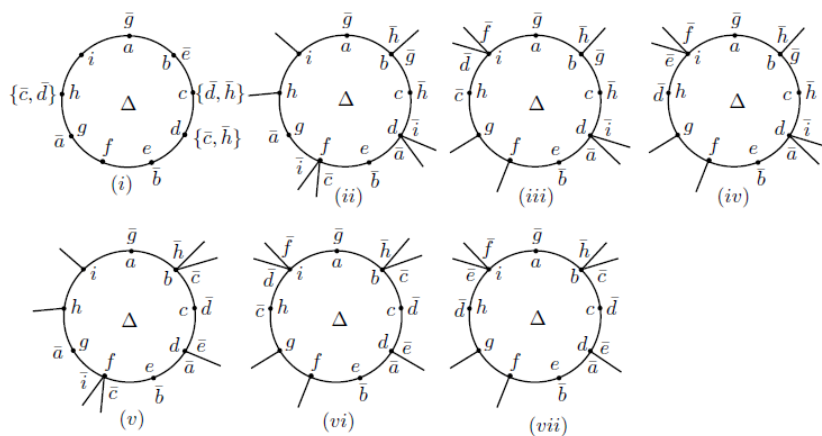 ḡ
a
i b ē
{c̄, d̄} h c {d̄, h̄}
Δ
ā g d {c̄, h̄}
f e
b̄
(i)
ḡ h̄
a
i b ḡ
h c h̄
Δ
ā g d ī
ā
f e
ī c̄ b̄
(ii)
f̄ ḡ h̄
a
d̄ i b ḡ
c̄ h c h̄
Δ
g d ī
ā
f e
b̄
(iii)
f̄ ḡ h̄
a
ē i b ḡ
d̄ h c h̄
Δ
g d ī
ā
f e
b̄
(iv)
ḡ h̄
a
i b c̄
h c d̄
Δ
ā g d ē
ā
f e
ī c̄ b̄
(v)
f̄ ḡ h̄
a
d̄ i b c̄
c̄ h c d̄
Δ
g d ē
ā
f e
b̄
(vi)
f̄ ḡ h̄
a
ē i b c̄
d̄ h c d̄
Δ
g d ē
ā
f e
b̄
(vii)